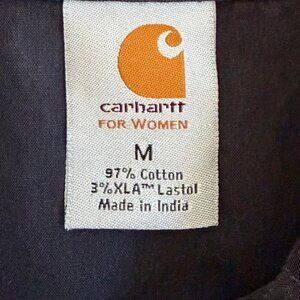 carhartt
FOR WOMEN
M
97% Cotton
3% XLA™ Lastol
Made in India